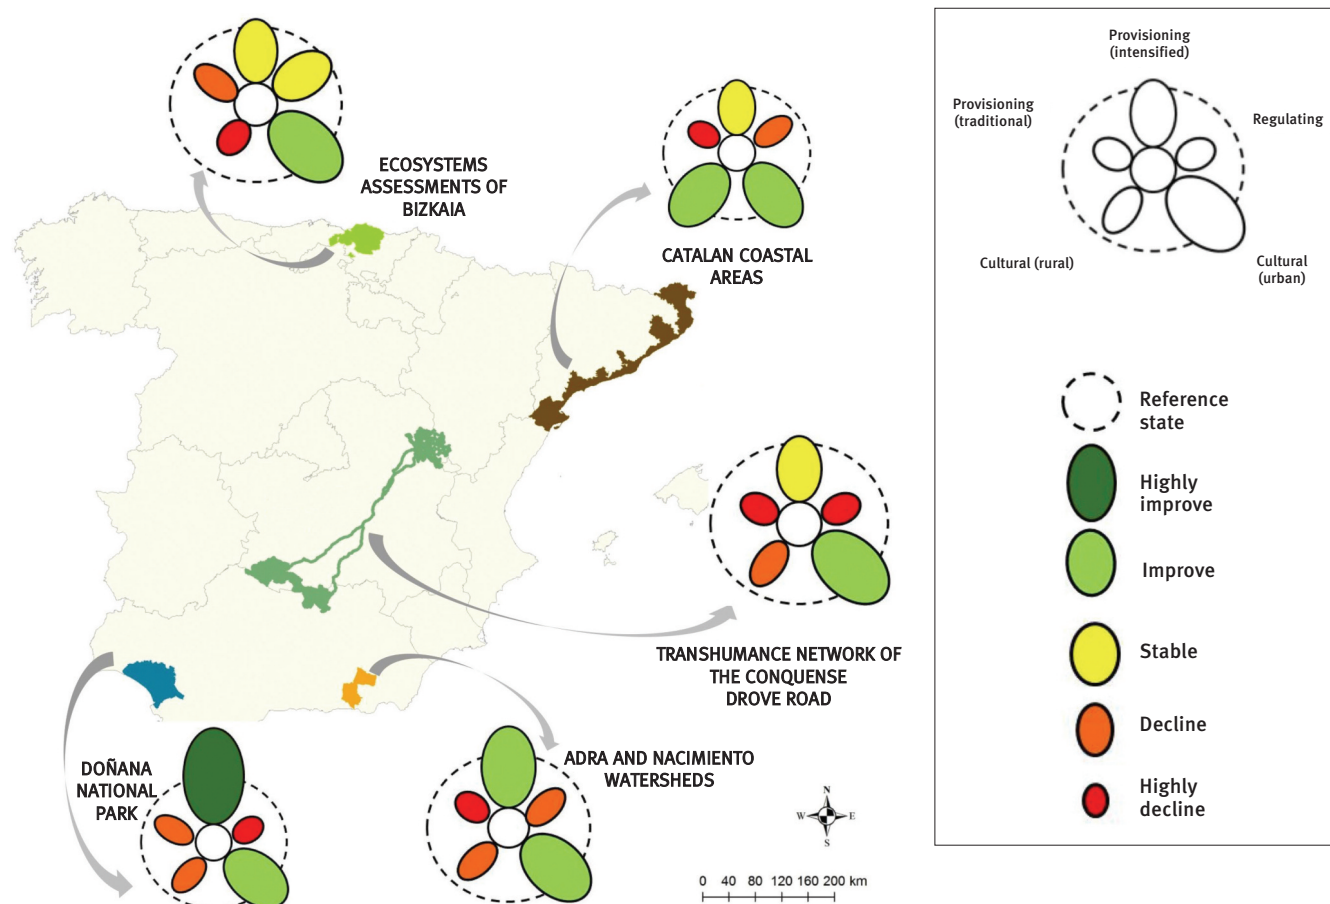 ECOSYSTEMS
ASSESSMENTS OF
BIZKAIA
CATALAN COASTAL
AREAS
TRANSHUMANCE NETWORK OF
THE CONQUENSE
DROVE ROAD
DOÑANA
NATIONAL
PARK
ADRA AND NACIMIENTO
WATERSHEDS
N
W E
S
0 40 80 120 160 200 km
Provisioning
(intensified)
Provisioning
(traditional)
Regulating
Cultural (rural)
Cultural
(urban)
Reference
state
Highly
improve
Improve
Stable
Decline
Highly
decline